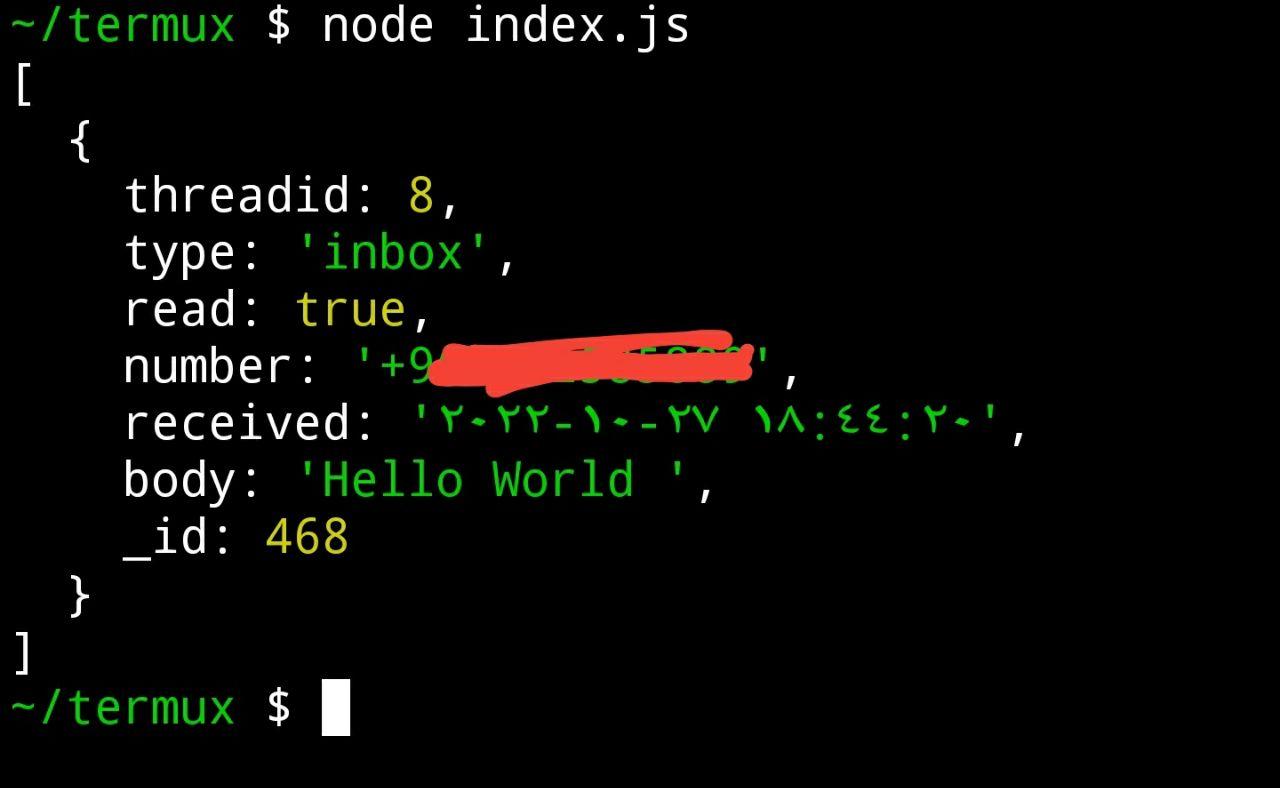 ~/termux $ node index.js
[
{
threadid: 8,
type: 'inbox',
read: true,
number: '+9',
received: '٢٠٢٢-١٠-٢٧ ١٨:٤٤:٢٠',
body: 'Hello World ',
_id: 468
}
]
~/termux $